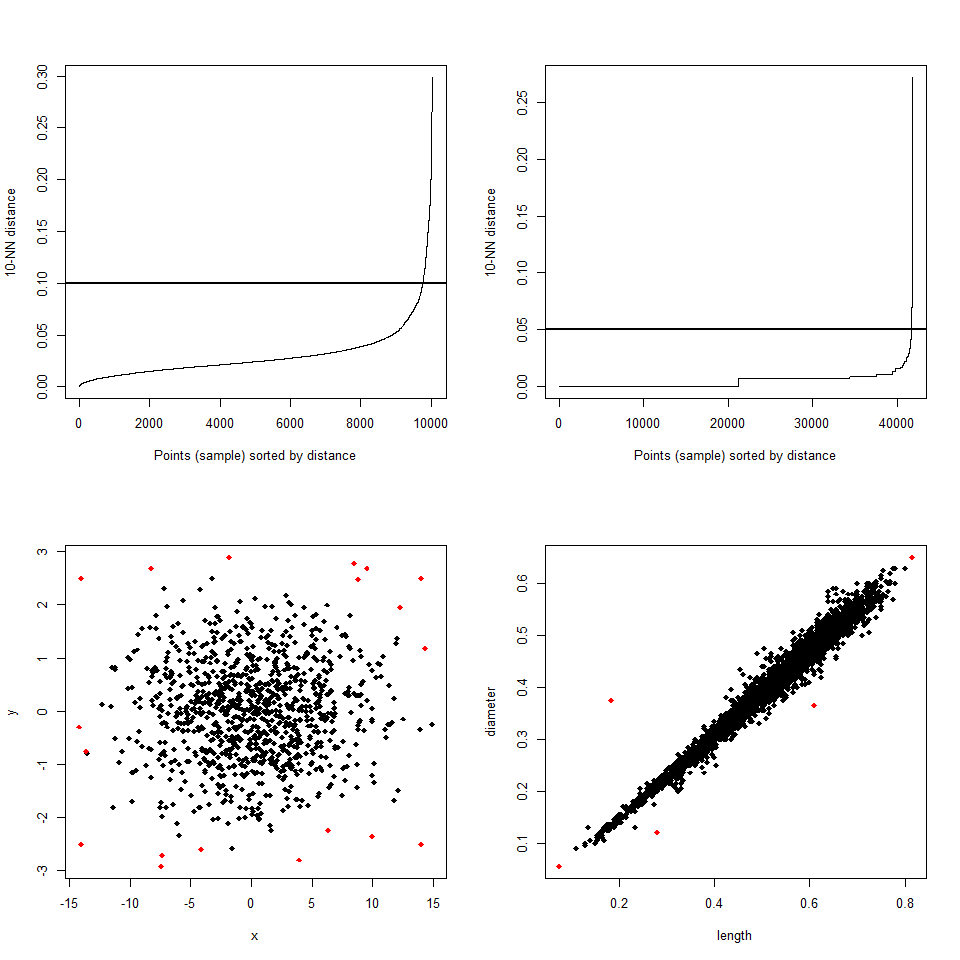 0.30
0.25
0.20
0.15
0.10
0.05
0.00
10-NN distance
0 2000 4000 6000 8000 10000
Points (sample) sorted by distance
0.25
0.20
0.15
0.10
0.05
0.00
10-NN distance
0 10000 20000 30000 40000
Points (sample) sorted by distance
3
2
1
0
-1
-2
-3
y
-15 -10 -5 0 5 10 15
x
0.6
0.5
0.4
0.3
0.2
0.1
diameter
0.2 0.4 0.6 0.8
length